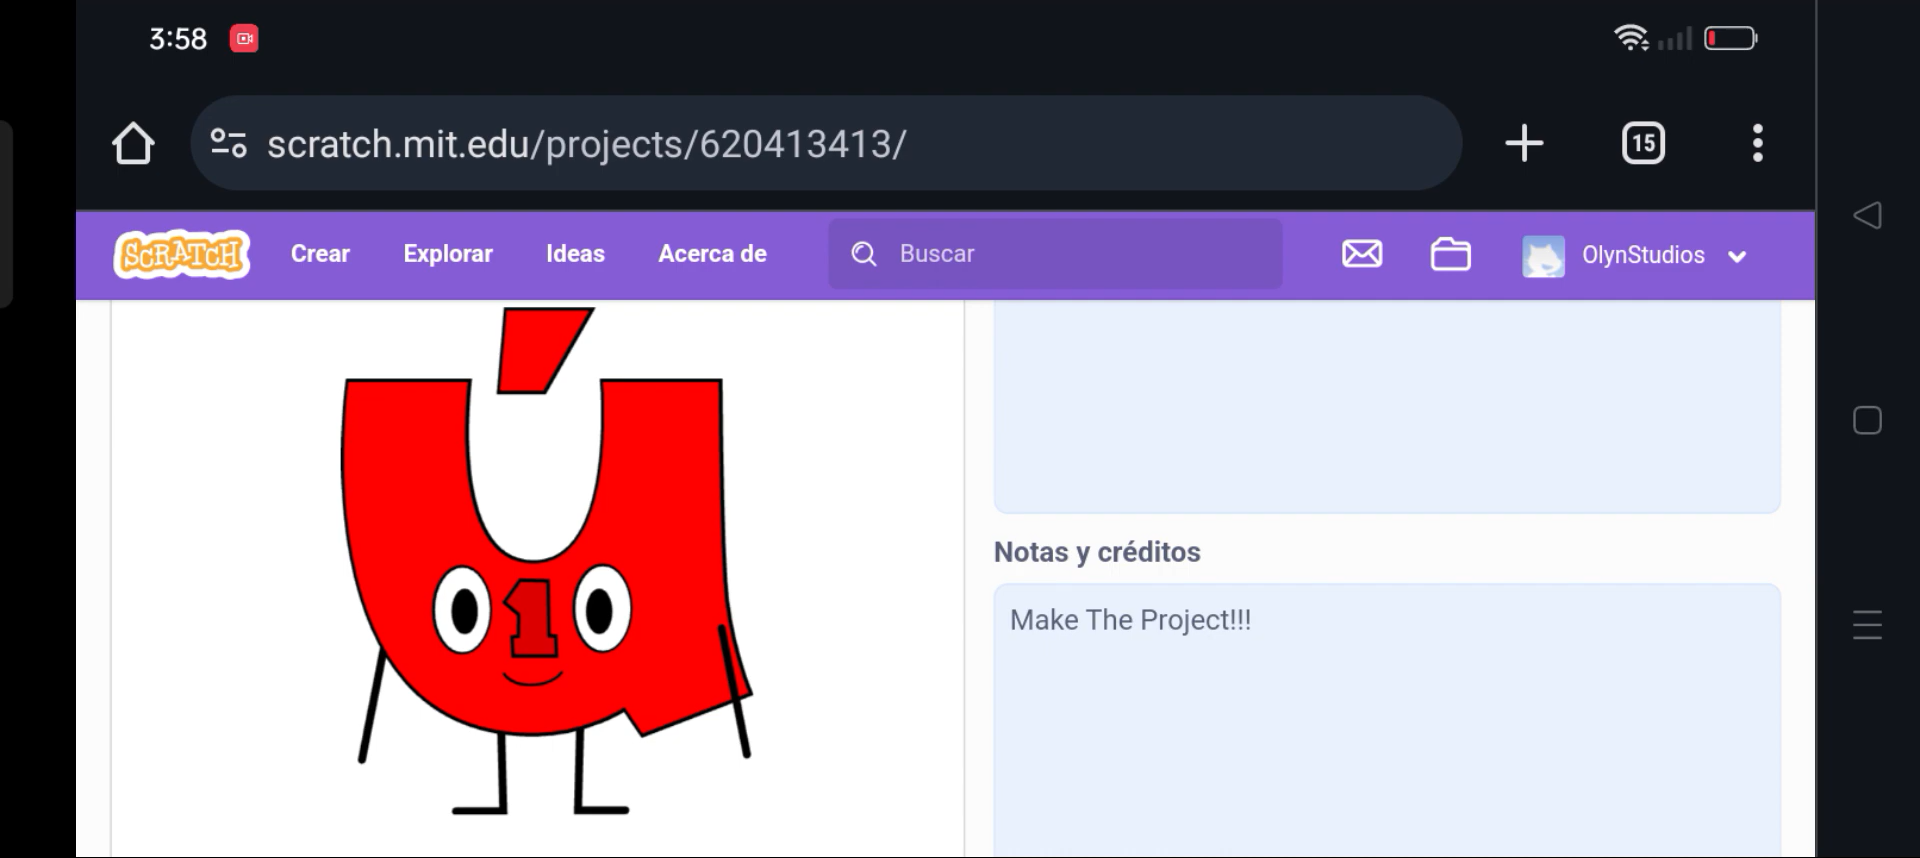 3:58
scratch.mit.edu/projects/620413413/
15
SCRATCH
Crear
Explorar
Ideas
Acerca de
Buscar
OlynStudios
ú
1
Notas y créditos
Make The Project!!!